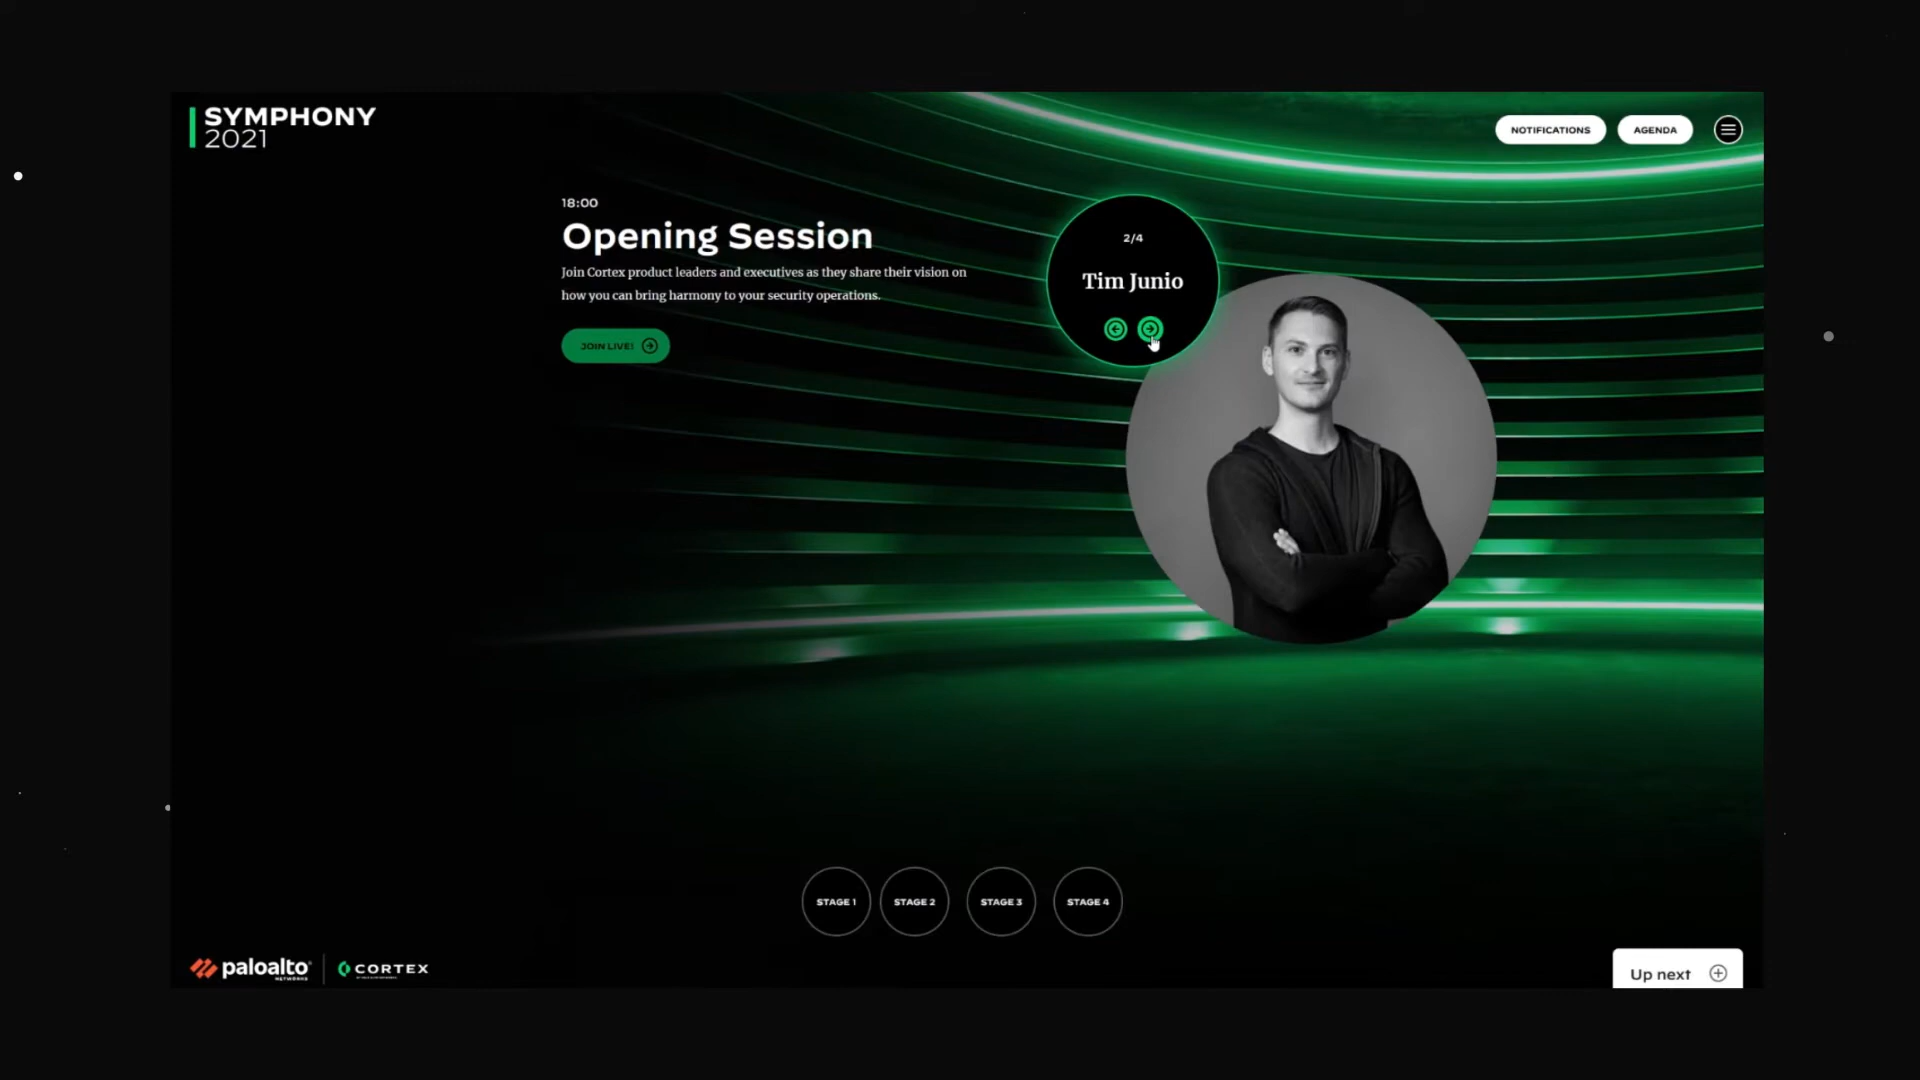 SYMPHONY
2021
NOTIFICATIONS
AGENDA
18:00
Opening Session
Join Cortex product leaders and executives as they share their vision on
how you can bring harmony to your security operations.
JOIN LIVE!
2/4
Tim Junio
STAGE 1
STAGE 2
STAGE 3
STAGE 4
paloalto
NETWORKS
CORTEX
Up next